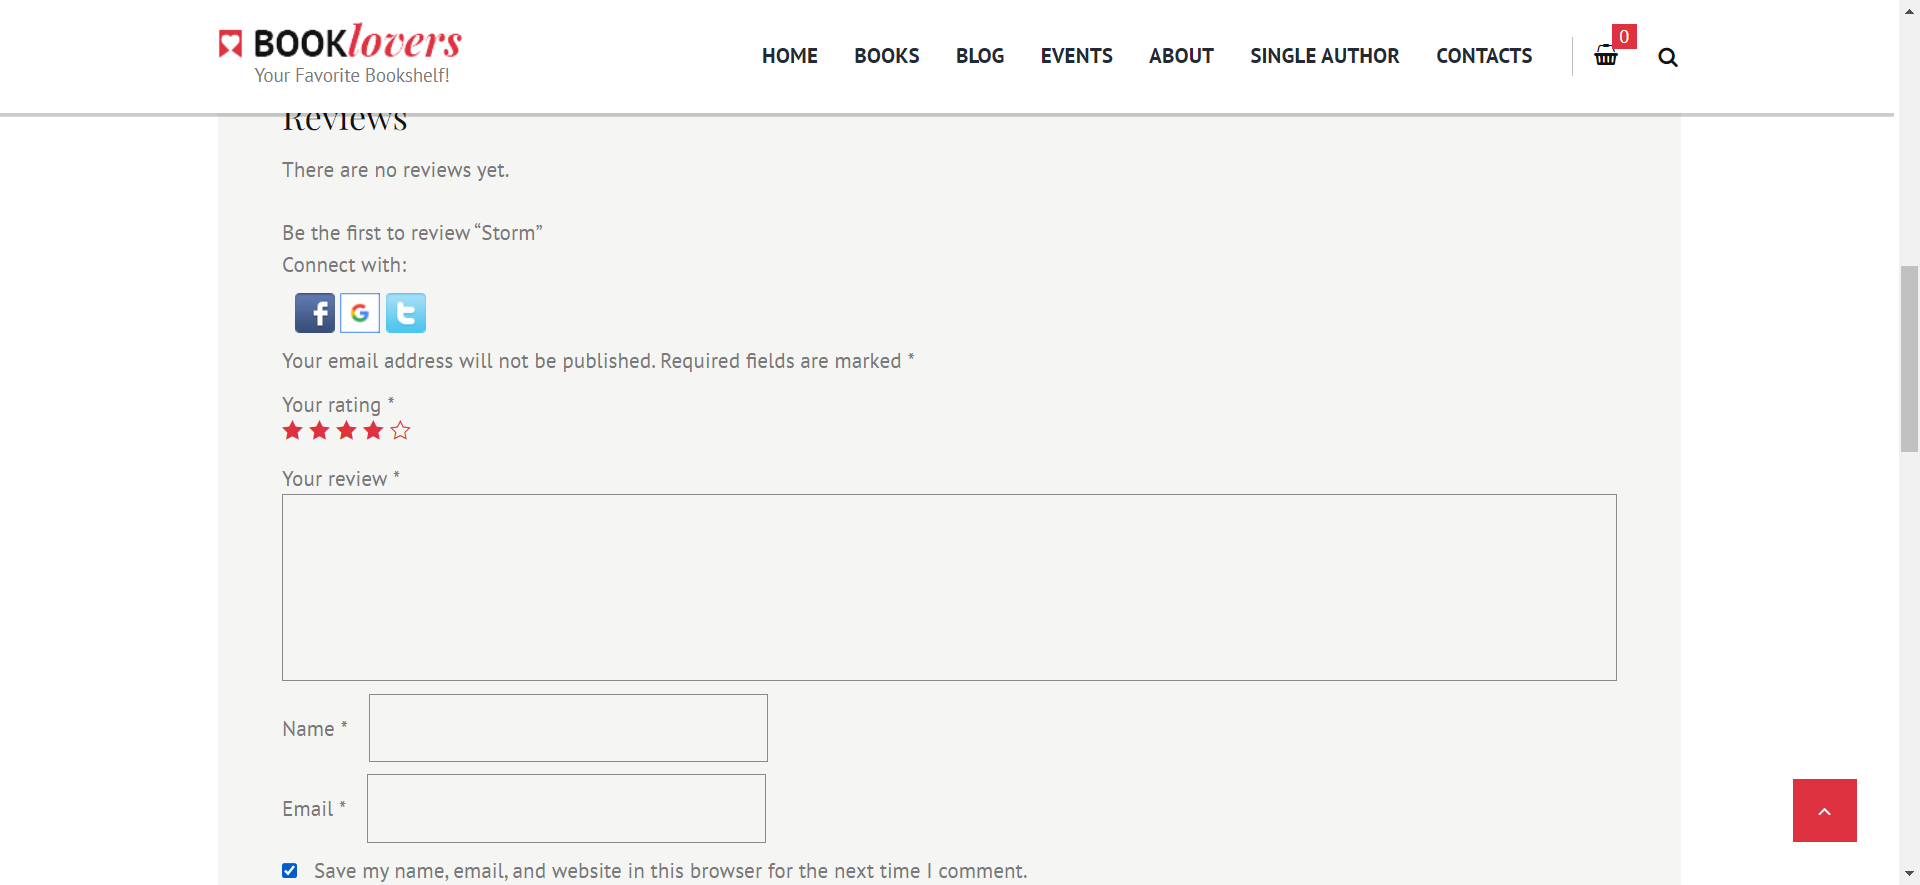 BOOKlovers
Your Favorite Bookshelf!
HOME BOOKS BLOG EVENTS ABOUT SINGLE AUTHOR CONTACTS 0
Reviews
There are no reviews yet.
Be the first to review “Storm”
Connect with:
Your email address will not be published. Required fields are marked *
Your rating *
Your review *
Name *
Email *
Save my name, email, and website in this browser for the next time I comment.